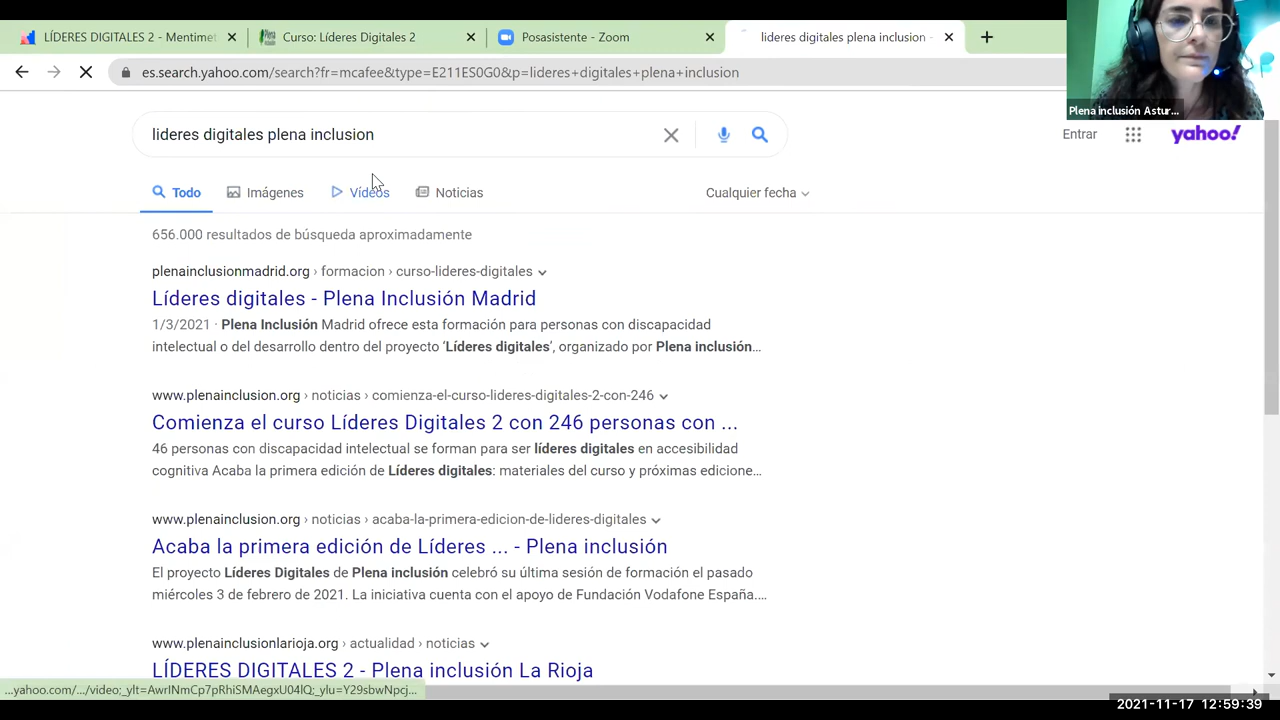 LÍDERES DIGITALES 2 - Mentimet
Curso: Líderes Digitales 2
Posasistente - Zoom
lideres digitales plena inclusion -
es.search.yahoo.com/search?fr=mcafee&type=E211ES0G0&p=lideres+digitales+plena+inclusion
Plena inclusión Astur...
lideres digitales plena inclusion
Entrar
yahoo!
Todo
Imágenes
Vídeos
Noticias
Cualquier fecha
656.000 resultados de búsqueda aproximadamente
plenainclusionmadrid.org › formacion › curso-lideres-digitales
Líderes digitales - Plena Inclusión Madrid
1/3/2021 · Plena Inclusión Madrid ofrece esta formación para personas con discapacidad
intelectual o del desarrollo dentro del proyecto ‘Líderes digitales’, organizado por Plena inclusión...
www.plenainclusion.org › noticias › comienza-el-curso-lideres-digitales-2-con-246
Comienza el curso Líderes Digitales 2 con 246 personas con ...
46 personas con discapacidad intelectual se forman para ser líderes digitales en accesibilidad
cognitiva Acaba la primera edición de Líderes digitales: materiales del curso y próximas edicione...
www.plenainclusion.org › noticias › acaba-la-primera-edicion-de-lideres-digitales
Acaba la primera edición de Líderes ... - Plena inclusión
El proyecto Líderes Digitales de Plena inclusión celebró su última sesión de formación el pasado
miércoles 3 de febrero de 2021. La iniciativa cuenta con el apoyo de Fundación Vodafone España....
www.plenainclusionlarioja.org › actualidad › noticias
LÍDERES DIGITALES 2 - Plena inclusión La Rioja
...yahoo.com/.../video;_ylt=AwrINmCp7pRhiSMAegxU04lQ;_ylu=Y29sbwNpcj...
2021-11-17 12:59:39